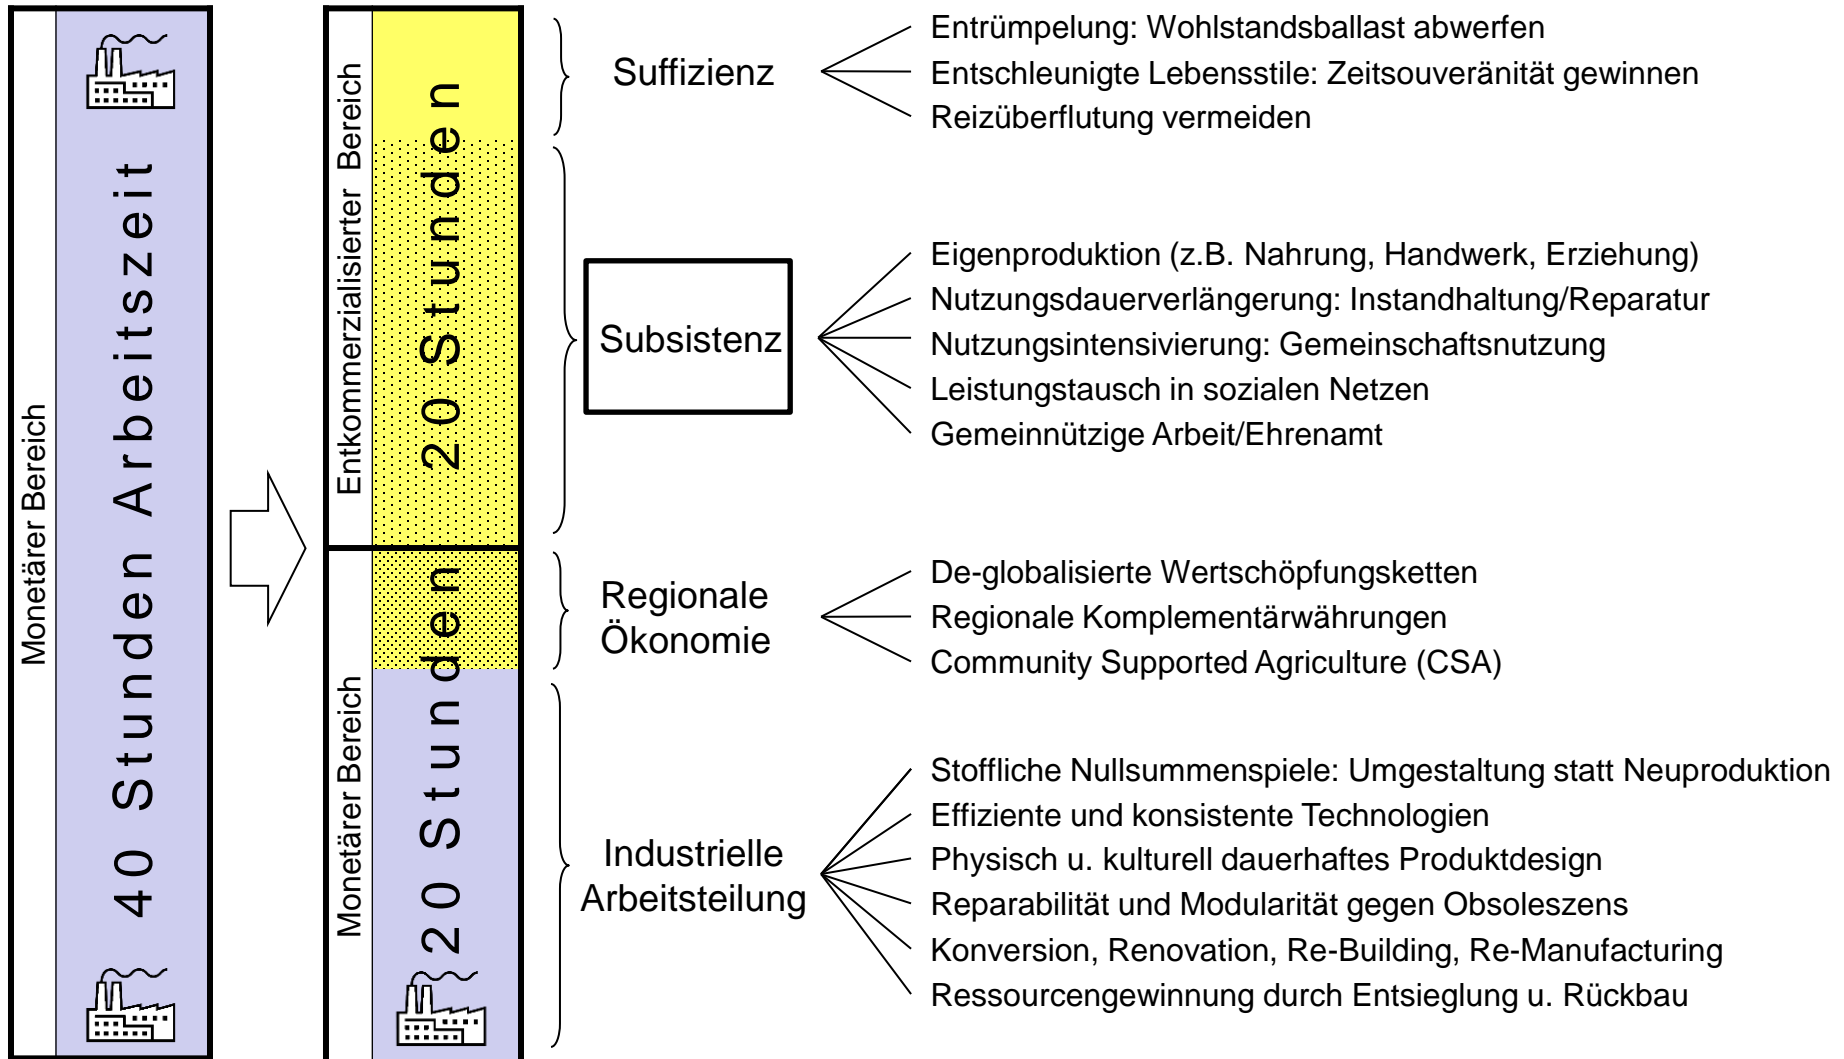 Monetärer Bereich
40 Stunden Arbeitszeit
Entkommerzialisierter Bereich
20 Stunden
Monetärer Bereich
20 Stunden
Suffizienz
Entrümpelung: Wohlstandsballast abwerfen
Entschleunigte Lebensstile: Zeitsouveränität gewinnen
Reizüberflutung vermeiden
Subsistenz
Eigenproduktion (z.B. Nahrung, Handwerk, Erziehung)
Nutzungsdauerverlängerung: Instandhaltung/Reparatur
Nutzungsintensivierung: Gemeinschaftsnutzung
Leistungstausch in sozialen Netzen
Gemeinnützige Arbeit/Ehrenamt
Regionale
Ökonomie
De-globalisierte Wertschöpfungsketten
Regionale Komplementärwährungen
Community Supported Agriculture (CSA)
Industrielle
Arbeitsteilung
Stoffliche Nullsummenspiele: Umgestaltung statt Neuproduktion
Effiziente und konsistente Technologien
Physisch u. kulturell dauerhaftes Produktdesign
Reparabilität und Modularität gegen Obsoleszens
Konversion, Renovation, Re-Building, Re-Manufacturing
Ressourcengewinnung durch Entsieglung u. Rückbau